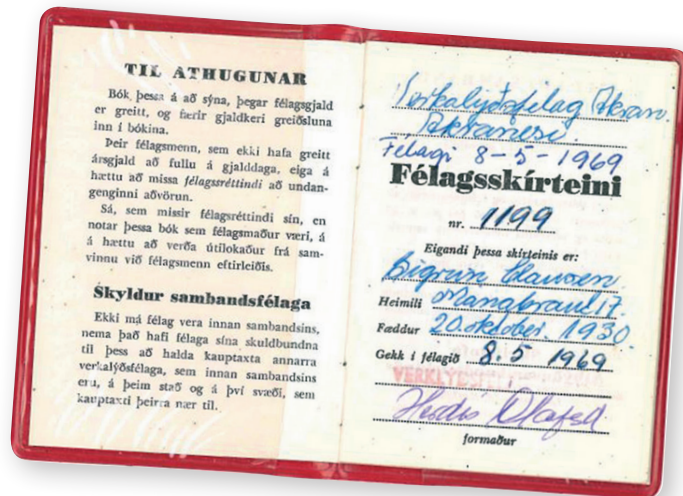 TIL ATHUGUNAR
Bók þessa á að sýna, þegar félagsgjald
er greitt, og færir gjaldkeri greiðsluna
inn í bókina.
Þeir félagsmenn, sem ekki hafa greitt
ársgjald að fullu á gjalddaga, eiga á
hættu að missa félagsréttindi að undan-
genginni aðvörun.
Sá, sem missir félagsréttindi sín, en
notar þessa bók sem félagsmaður væri, á
á hættu að verða útilokaður frá sam-
vinnu við félagsmenn eftirleiðis.
Skyldur sambandsfélaga
Ekki má félag vera innan sambandsins,
nema það hafi félaga sína skuldbundna
til þess að halda kauptaxta annarra
verkalýðsfélaga, sem innan sambandsins
eru, á þeim stað og á því svæði, sem
kauptaxti þeirra nær til.
Verkalýðsfélag Akran.
Akranesi.
Félagi 8-5-1969
Félagsskírteini
nr. 1199
Eigandi þessa skírteinis er:
Sigrún Clausen
Heimili Mangbraut 17.
Fæddur 20. október. 1930
Gekk í félagið 8.5 1969
Herdís Ólafsd
formaður